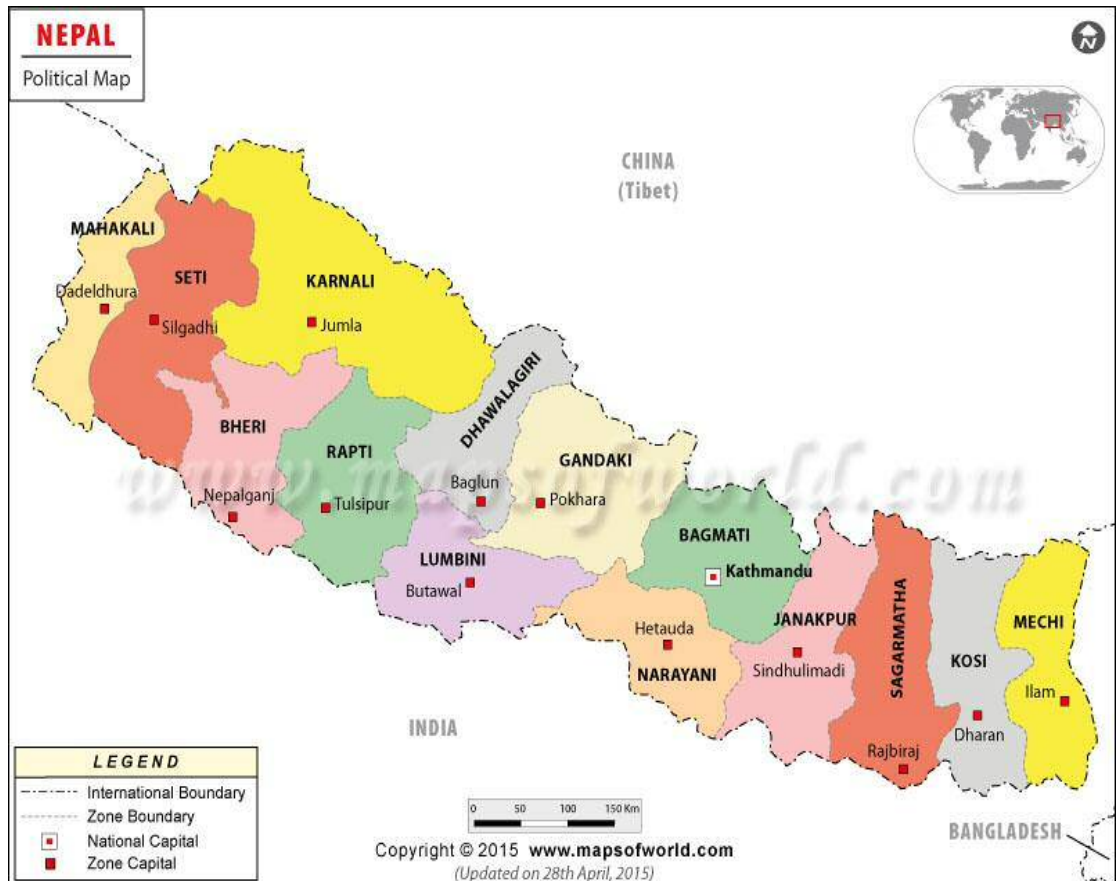 NEPAL
Political Map
N
CHINA
(Tibet)
MAHAKALI
SETI
KARNALI
Dadeldhura
Silgadhi
Jumla
DHAWALAGIRI
BHERI
RAPTI
GANDAKI
www.mapsofworld.com
Nepalganj
Tulsipur
Baglun
Pokhara
BAGMATI
LUMBINI
Kathmandu
Butawal
JANAKPUR
SAGARMATHA
MECHI
Hetauda
KOSI
NARAYANI
Sindhulimadi
Ilam
INDIA
Dharan
Rajbiraj
LEGEND
International Boundary
Zone Boundary
National Capital
Zone Capital
0 50 100 150 Km
BANGLADESH
Copyright © 2015 www.mapsofworld.com
(Updated on 28th April, 2015)